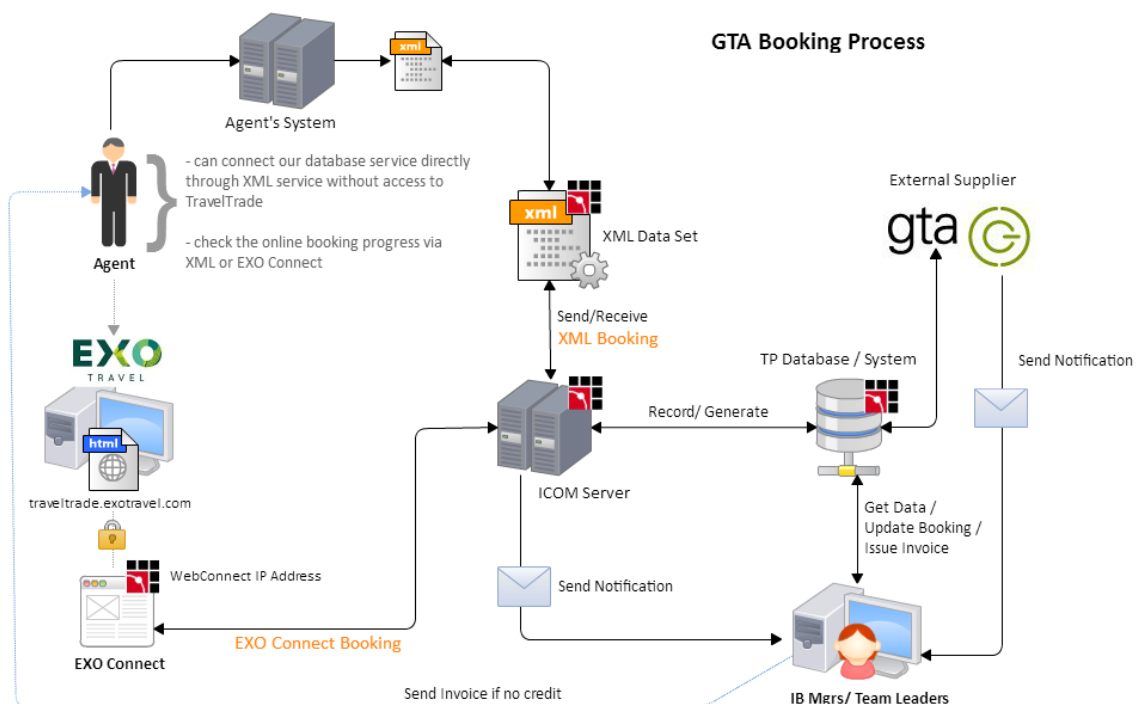 GTA Booking Process
xml
Agent's System
- can connect our database service directly
through XML service without access to
TravelTrade
- check the online booking progress via
XML or EXO Connect
Agent
xml
XML Data Set
External Supplier
gta
Send/Receive
XML Booking
EXO
TRAVEL
TP Database / System
Send Notification
Record/ Generate
html
ICOM Server
traveltrade.exotravel.com
Get Data /
Update Booking /
Issue Invoice
WebConnect IP Address
Send Notification
EXO Connect Booking
EXO Connect
Send Invoice if no credit
IB Mgrs/ Team Leaders